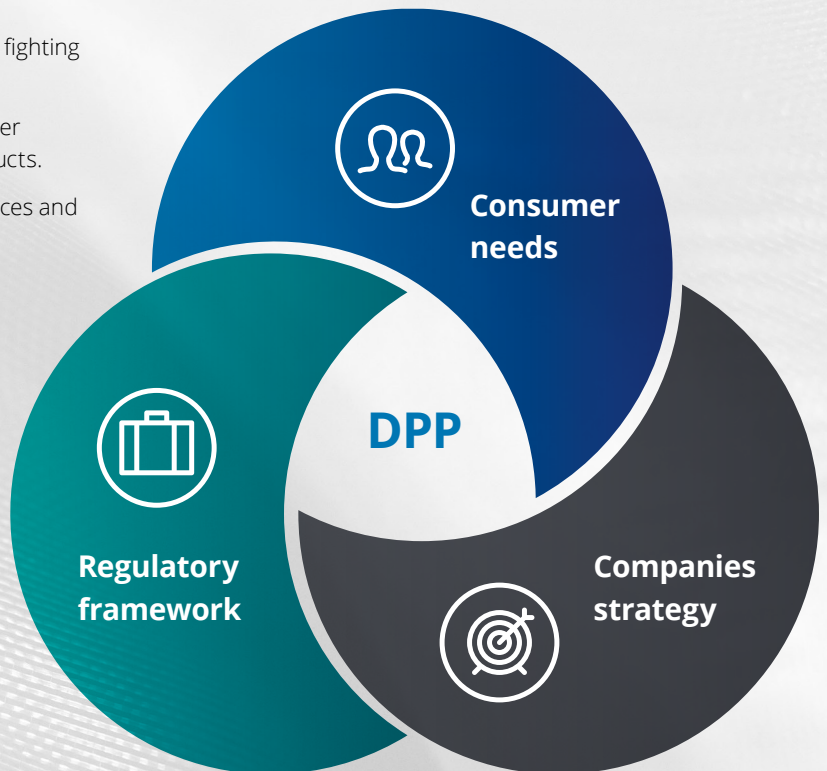 fighting
er
ucts.
ces and
Consumer
needs
DPP
Regulatory
framework
Companies
strategy